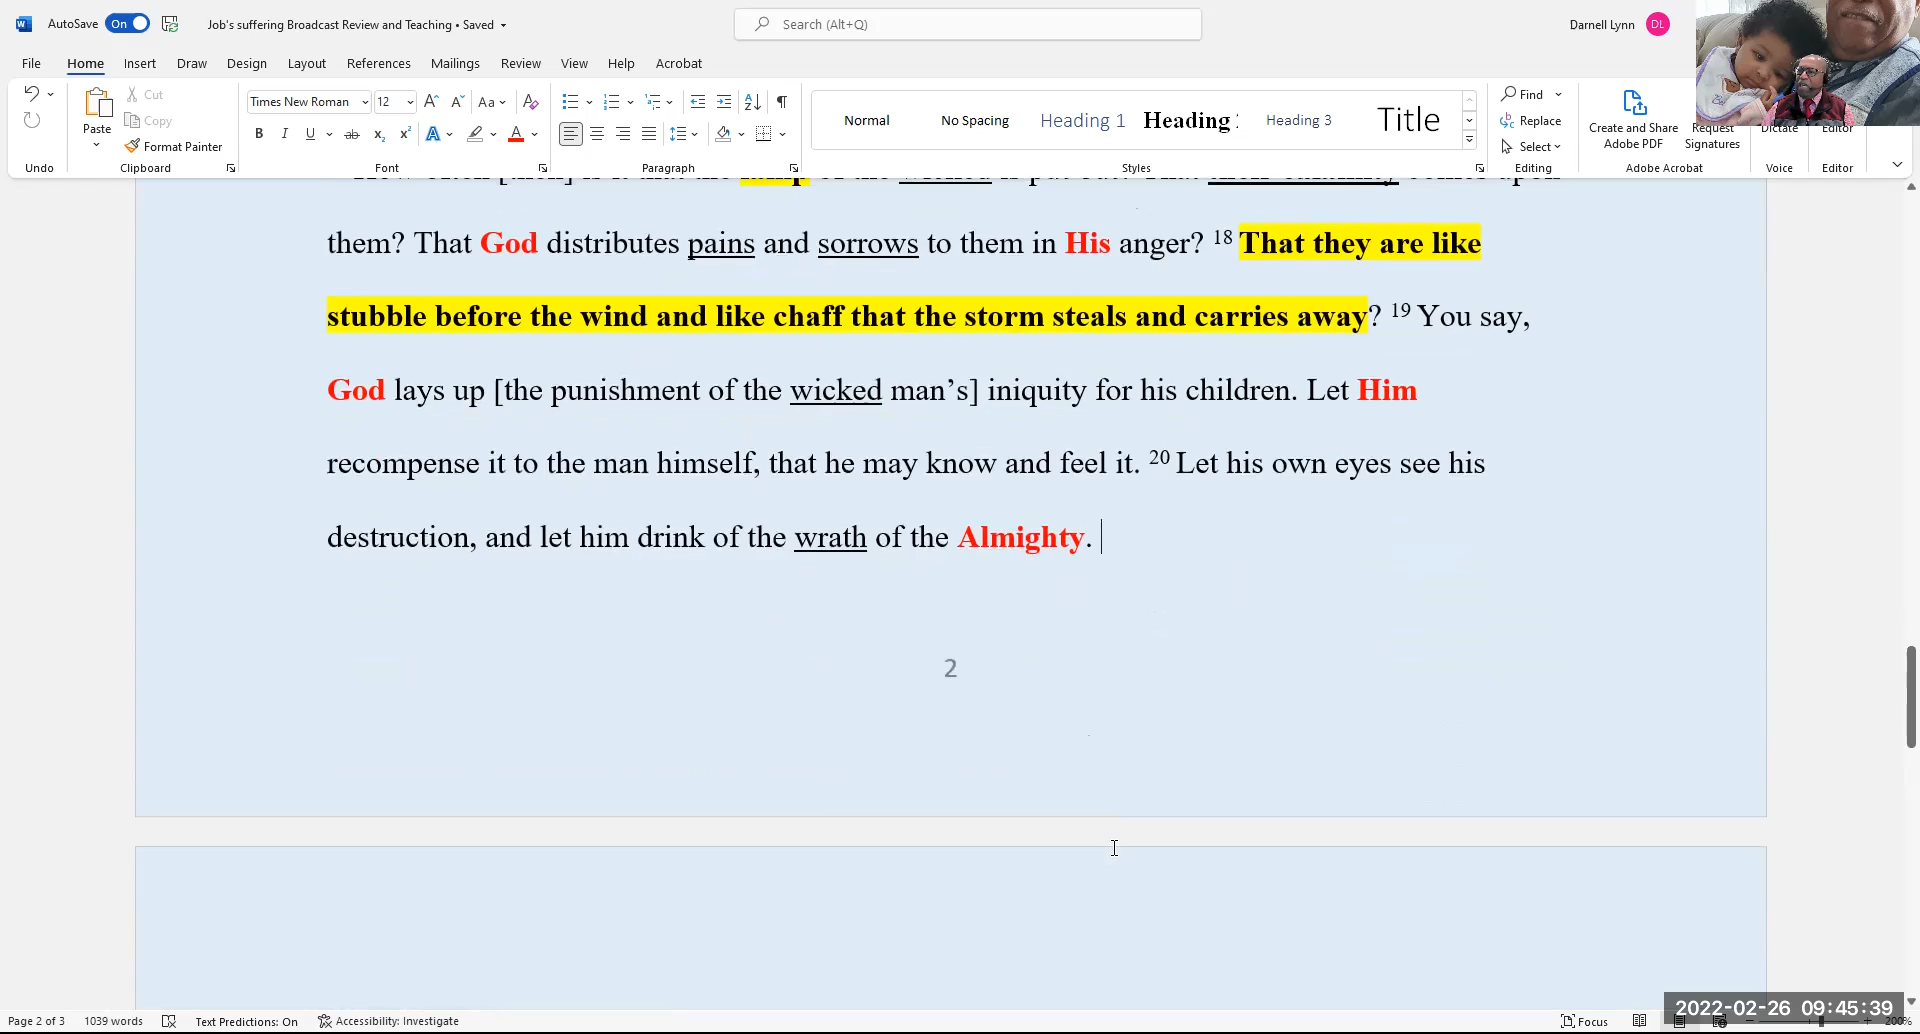 AutoSave On Job's suffering Broadcast Review and Teaching • Saved Search (Alt+Q) Darnell Lynn DL
File Home Insert Draw Design Layout References Mailings Review View Help Acrobat
Paste Cut Copy Format Painter
Times New Roman 12
Normal No Spacing Heading 1 Heading Heading 3 Title
Find Replace Select
Create and Share Adobe PDF Request Signatures Dictate Editor
Undo Clipboard Font Paragraph Styles Editing Adobe Acrobat Voice Editor
them? That God distributes pains and sorrows to them in His anger? 18 That they are like
stubble before the wind and like chaff that the storm steals and carries away? 19 You say,
God lays up [the punishment of the wicked man’s] iniquity for his children. Let Him
recompense it to the man himself, that he may know and feel it. 20 Let his own eyes see his
destruction, and let him drink of the wrath of the Almighty.
2
2022-02-26 09:45:39
Page 2 of 3 1039 words Text Predictions: On Accessibility: Investigate Focus 200%